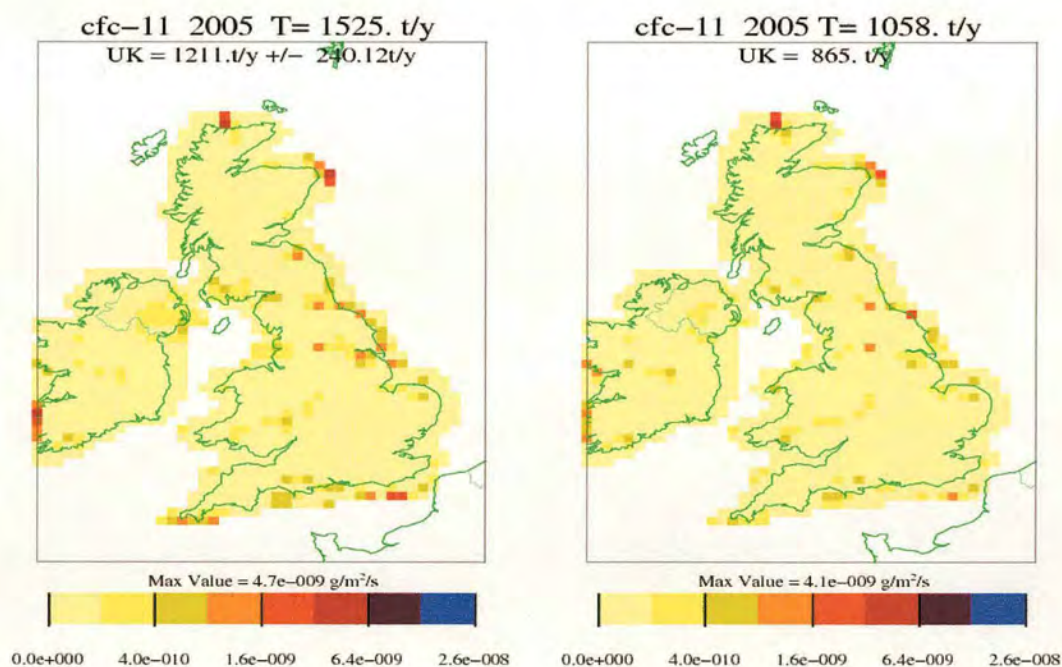 cfc-11 2005 T= 1525. t/y
UK = 1211.t/y +/- 240.12t/y
Max Value = 4.7e-009 g/m²/s
0.0e+000 4.0e-010 1.6e-009 6.4e-009 2.6e-008
cfc-11 2005 T= 1058. t/y
UK = 865. t/y
Max Value = 4.1e-009 g/m²/s
0.0e+000 4.0e-010 1.6e-009 6.4e-009 2.6e-008